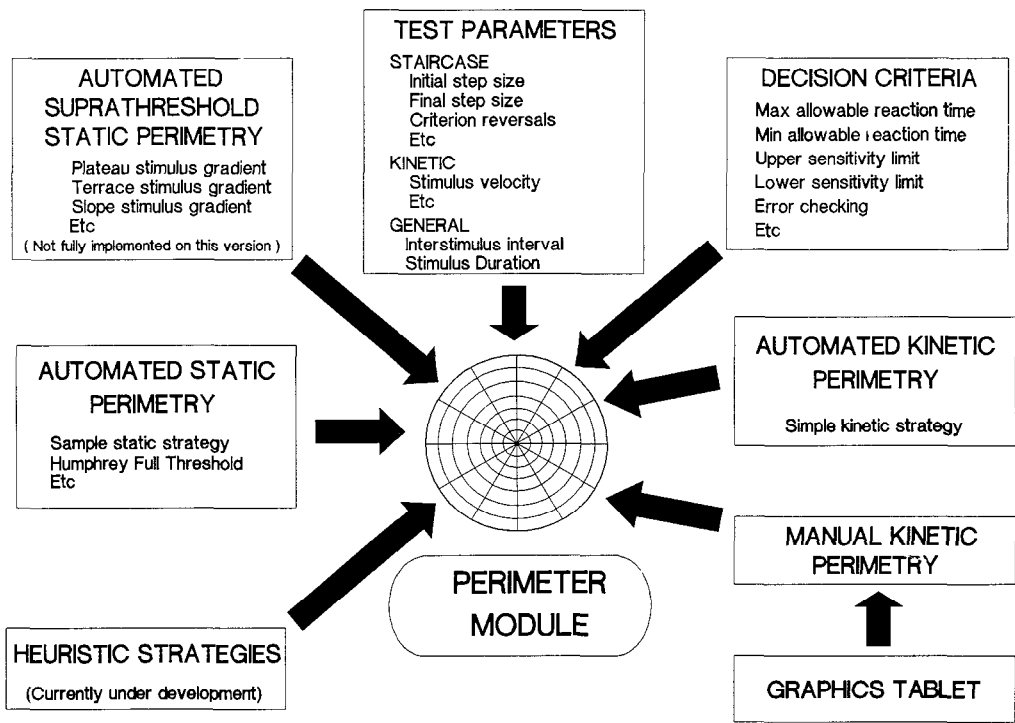 TEST PARAMETERS
STAIRCASE
Initial step size
Final step size
Criterion reversals
Etc
KINETIC
Stimulus velocity
Etc
GENERAL
Interstimulus interval
Stimulus Duration
AUTOMATED
SUPRATHRESHOLD
STATIC PERIMETRY
Plateau stimulus gradient
Terrace stimulus gradient
Slope stimulus gradient
Etc
( Not fully implemented on this version )
DECISION CRITERIA
Max allowable reaction time
Min allowable reaction time
Upper sensitivity limit
Lower sensitivity limit
Error checking
Etc
AUTOMATED STATIC
PERIMETRY
Sample static strategy
Humphrey Full Threshold
Etc
AUTOMATED KINETIC
PERIMETRY
Simple kinetic strategy
PERIMETER
MODULE
MANUAL KINETIC
PERIMETRY
HEURISTIC STRATEGIES
(Currently under development)
GRAPHICS TABLET